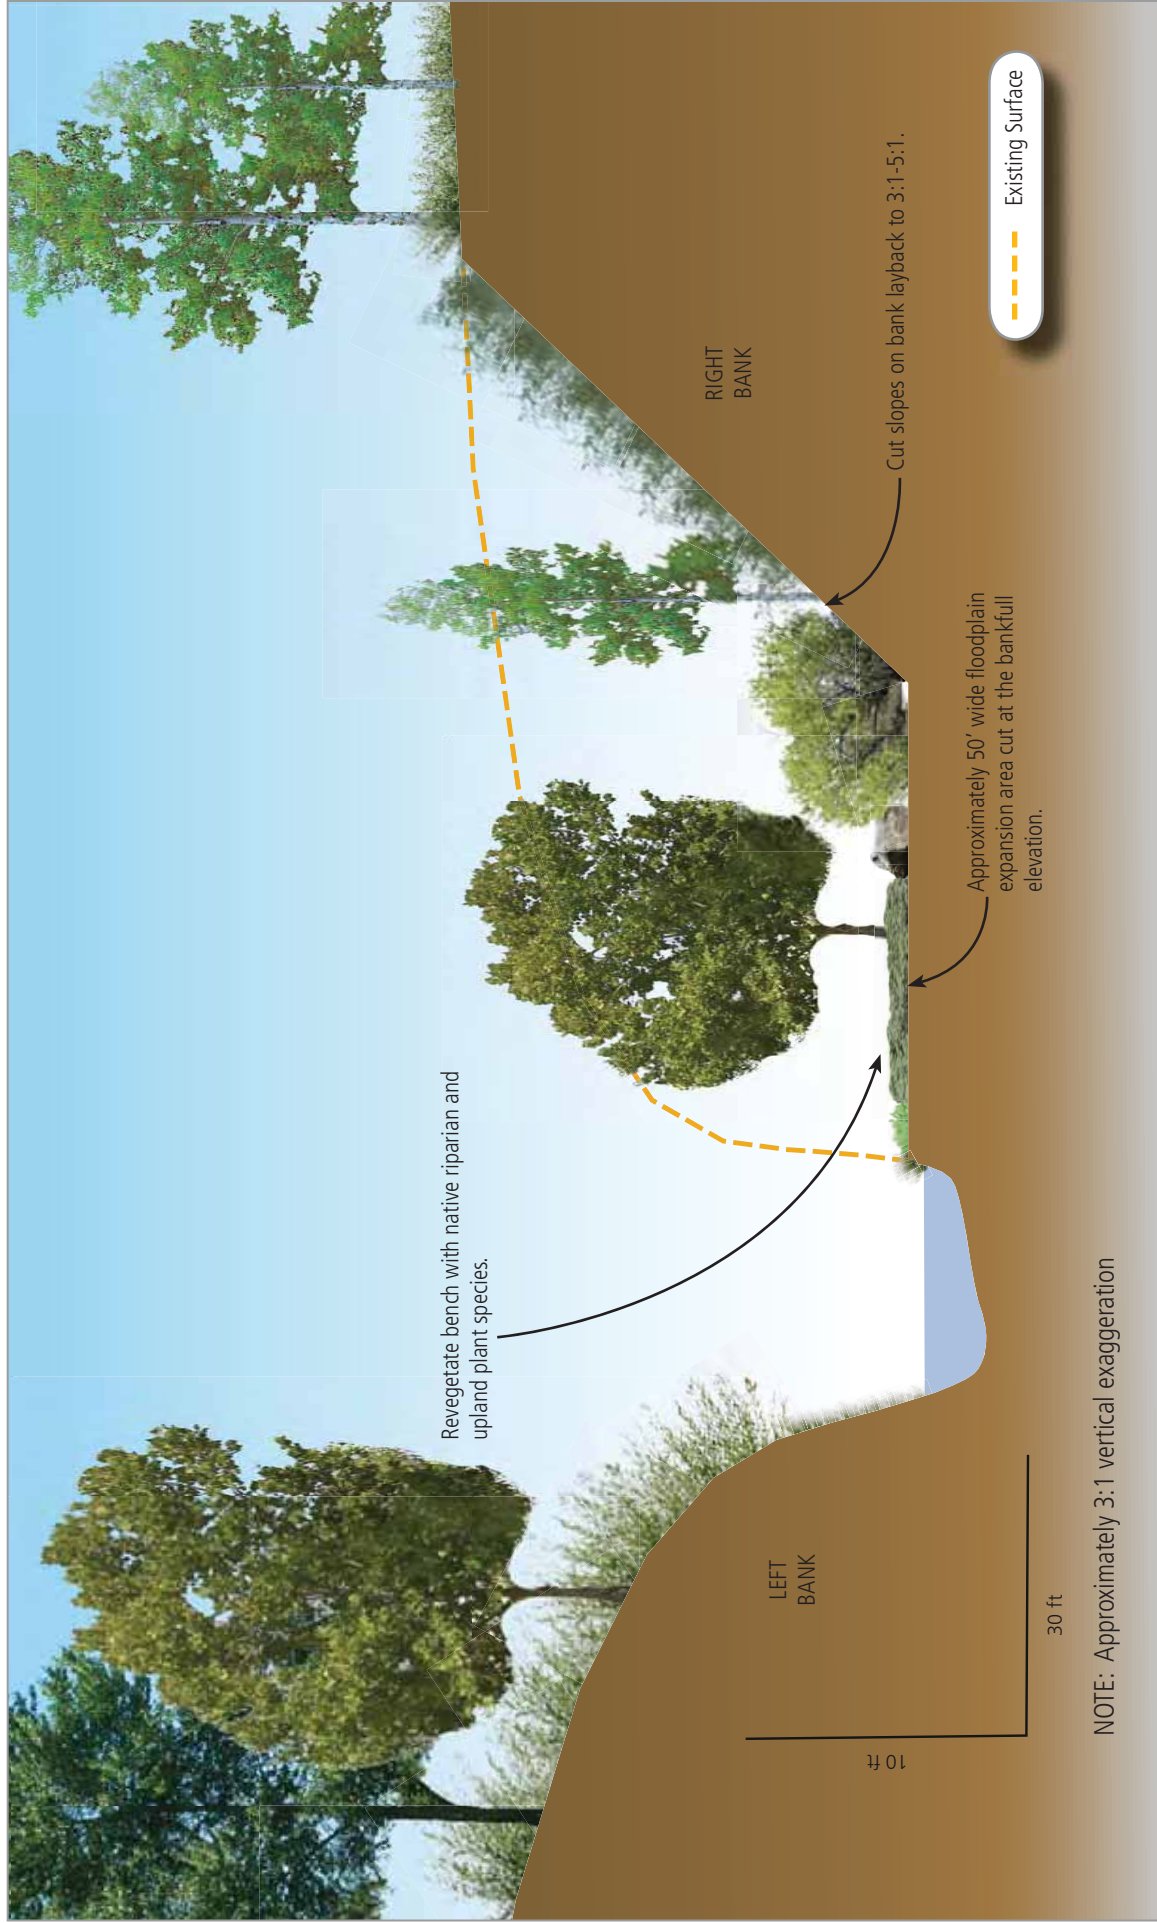 Revegetate bench with native riparian and
upland plant species.
LEFT
BANK
RIGHT
BANK
Cut slopes on bank layback to 3:1-5:1.
Approximately 50’ wide floodplain
expansion area cut at the bankfull
elevation.
Existing Surface
10 ft
30 ft
NOTE: Approximately 3:1 vertical exaggeration